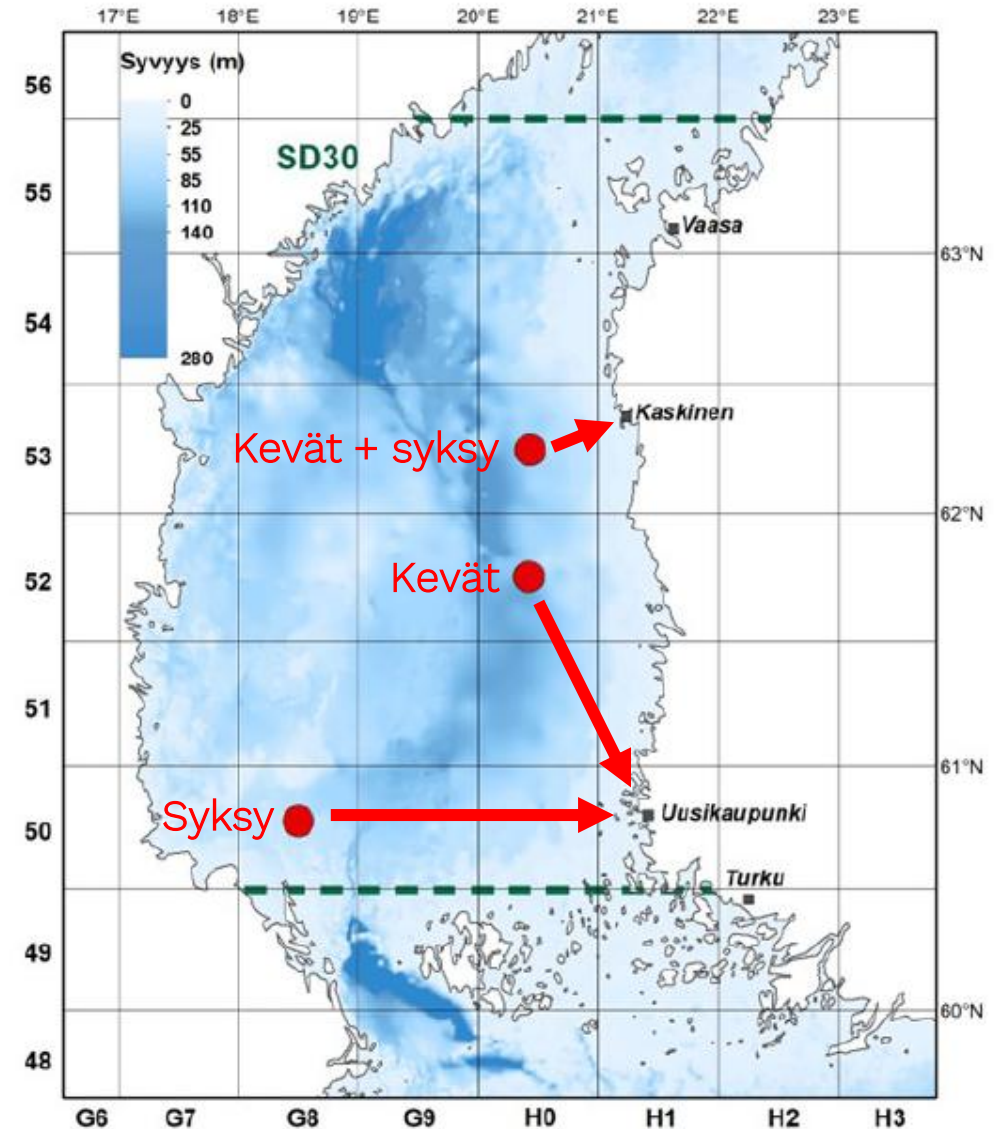 17°E 18°E 19°E 20°E 21°E 22°E 23°E
Syvyys (m)
0
25
55
85
110
140
280
56
SD30
55
Vaasa
63°N
54
Kaskinen
Kevät + syksy
53
62°N
Kevät
52
51
61°N
Syksy
50
Uusikaupunki
Turku
49
60°N
48
G6 G7 G8 G9 H0 H1 H2 H3